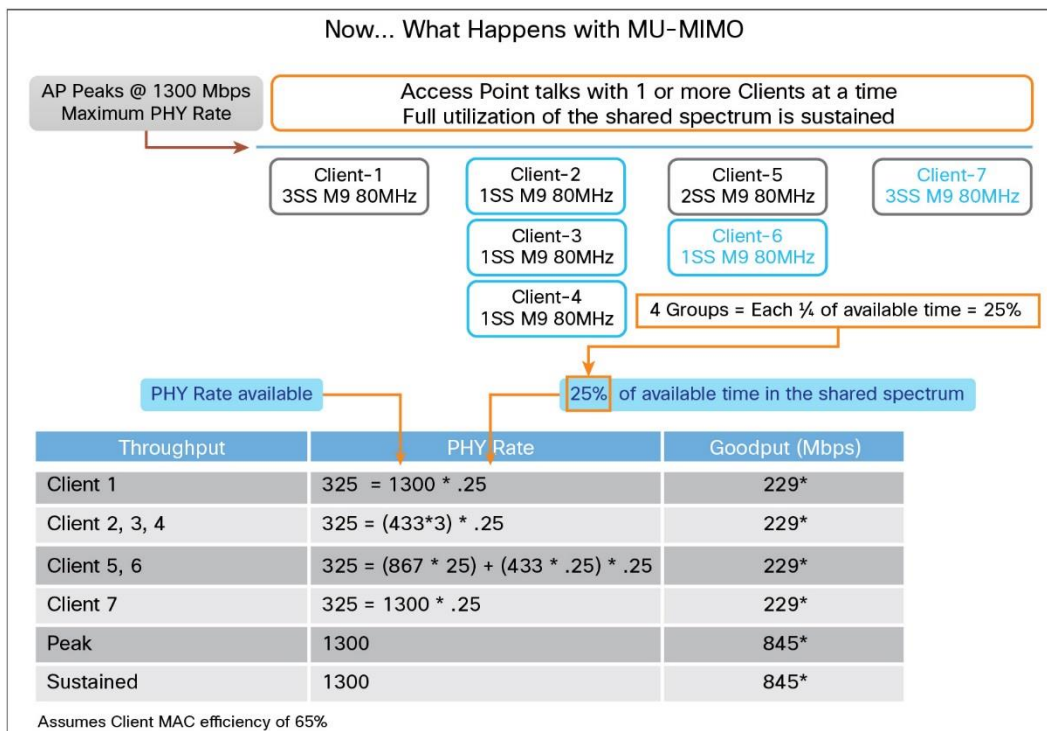 Now... What Happens with MU-MIMO
AP Peaks @ 1300 Mbps
Maximum PHY Rate
Access Point talks with 1 or more Clients at a time
Full utilization of the shared spectrum is sustained
Client-1
3SS M9 80MHz
Client-2
1SS M9 80MHz
Client-5
2SS M9 80MHz
Client-7
3SS M9 80MHz
Client-3
1SS M9 80MHz
Client-6
1SS M9 80MHz
Client-4
1SS M9 80MHz
4 Groups = Each ¼ of available time = 25%
PHY Rate available
25% of available time in the shared spectrum
Throughput PHY Rate Goodput (Mbps)
Client 1 325 = 1300 * .25 229*
Client 2, 3, 4 325 = (433*3) * .25 229*
Client 5, 6 325 = (867 * 25) + (433 * .25) * .25 229*
Client 7 325 = 1300 * .25 229*
Peak 1300 845*
Sustained 1300 845*
Assumes Client MAC efficiency of 65%